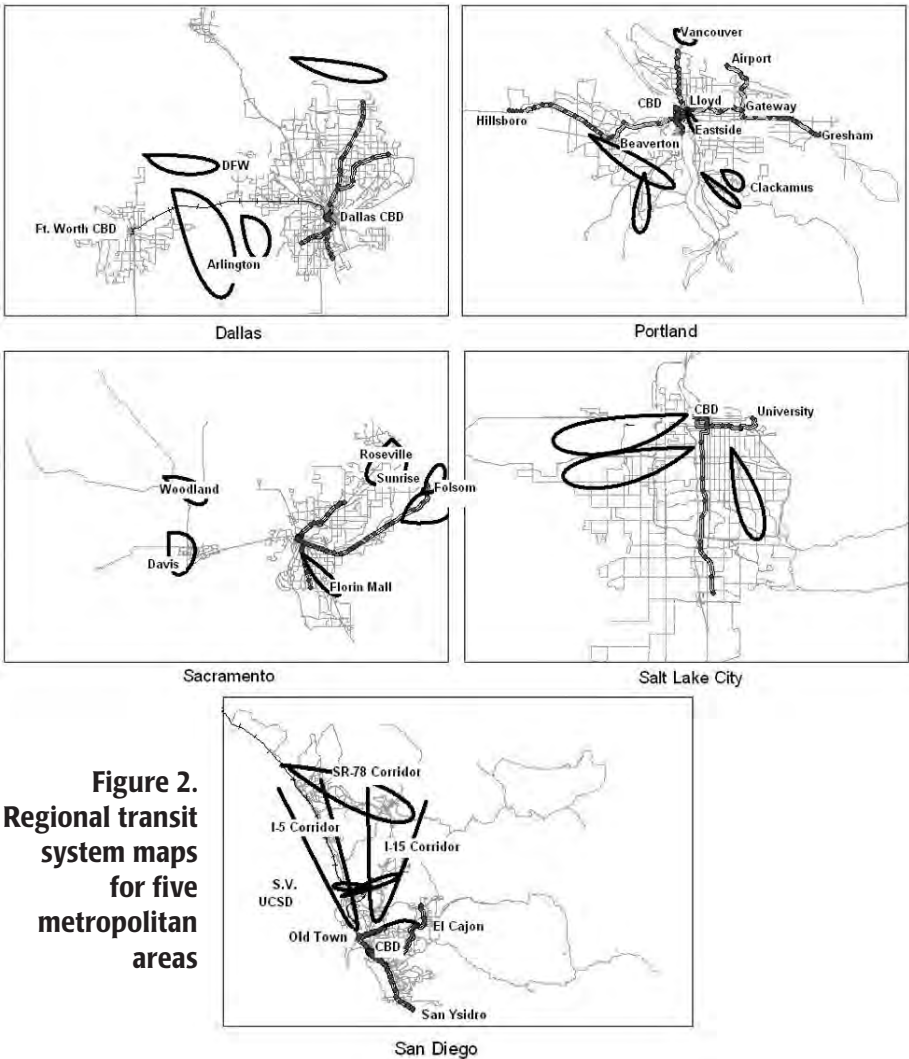 DFW
Ft. Worth CBD
Dallas CBD
Arlington
Dallas
Vancouver
Airport
CBD
Lloyd
Hillsboro
Gateway
Eastside
Gresham
Beaverton
Clackamus
Portland
Roseville
Sunrise
Woodland
Folsom
Davis
Florin Mall
Sacramento
CBD
University
Salt Lake City
Figure 2.
Regional transit
system maps
for five
metropolitan
areas
SR-78 Corridor
I-5 Corridor
I-15 Corridor
S.V.
UCSD
El Cajon
Old Town
CBD
San Ysidro
San Diego